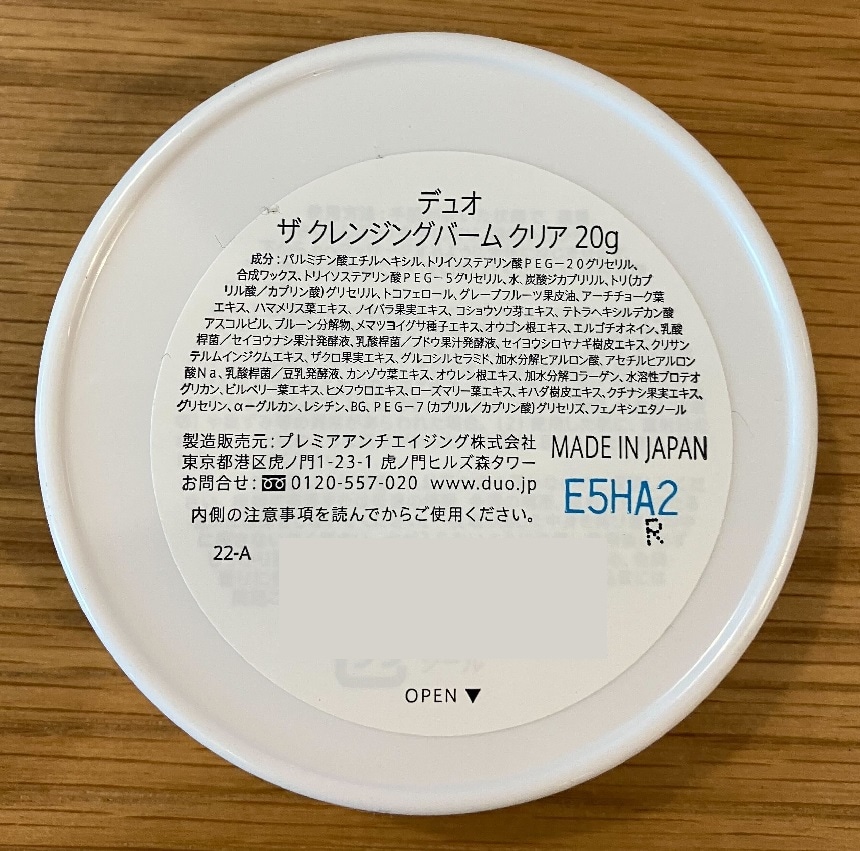 デュオ
ザ クレンジングバーム クリア 20g
成分：パルミチン酸エチルヘキシル、トリイソステアリン酸ＰＥＧ－２０グリセリル、
合成ワックス、トリイソステアリン酸ＰＥＧ－５グリセリル、水、炭酸ジカプリリル、トリ(カプ
リル酸／カプリン酸)グリセリル、トコフェロール、グレープフルーツ果皮油、アーチチョーク葉
エキス、ハマメリス葉エキス、ノイバラ果実エキス、コショウソウ芽エキス、テトラヘキシルデカン酸
アスコルビル、プルーン分解物、メマツヨイグサ種子エキス、オウゴン根エキス、エルゴチオネイン、乳酸
桿菌／セイヨウナシ果汁発酵液、乳酸桿菌／ブドウ果汁発酵液、セイヨウシロヤナギ樹皮エキス、クリサン
テルムインジクムエキス、ザクロ果実エキス、グルコシルセラミド、加水分解ヒアルロン酸、アセチルヒアルロン
酸Ｎａ、乳酸桿菌／豆乳発酵液、カンゾウ葉エキス、オウレン根エキス、加水分解コラーゲン、水溶性プロテオ
グリカン、ビルベリー葉エキス、ヒメフウロエキス、ローズマリー葉エキス、キハダ樹皮エキス、クチナシ果実エキス、
グリセリン、α－グルカン、レシチン、BG、ＰＥＧ－７(カプリル／カプリン酸)グリセリズ、フェノキシエタノール
製造販売元：プレミアアンチエイジング株式会社
東京都港区虎ノ門1-23-1 虎ノ門ヒルズ森タワー
お問合せ：0120-557-020 www.duo.jp
MADE IN JAPAN
E5HA2
R
内側の注意事項を読んでからご使用ください。
22-A
OPEN ▼